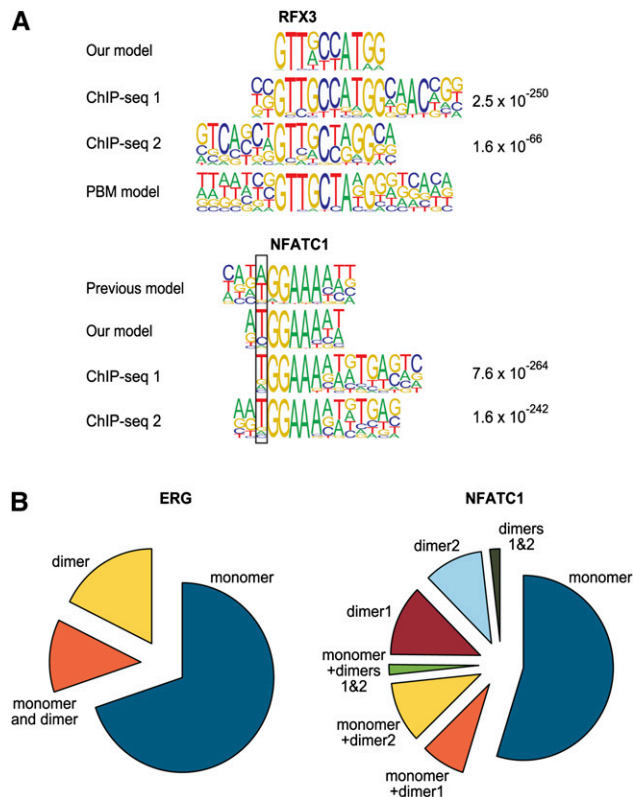 A
RFX3
Our model
ChIP-seq 1
2.5 x 10⁻²⁵⁰
ChIP-seq 2
1.6 x 10⁻⁶⁶
PBM model
NFATC1
Previous model
Our model
ChIP-seq 1
7.6 x 10⁻²⁶⁴
ChIP-seq 2
1.6 x 10⁻²⁴²
B
ERG
dimer
monomer
monomer
and dimer
NFATC1
dimers
1&2
dimer2
monomer
dimer1
monomer
+dimers
1&2
monomer
+dimer2
monomer
+dimer1